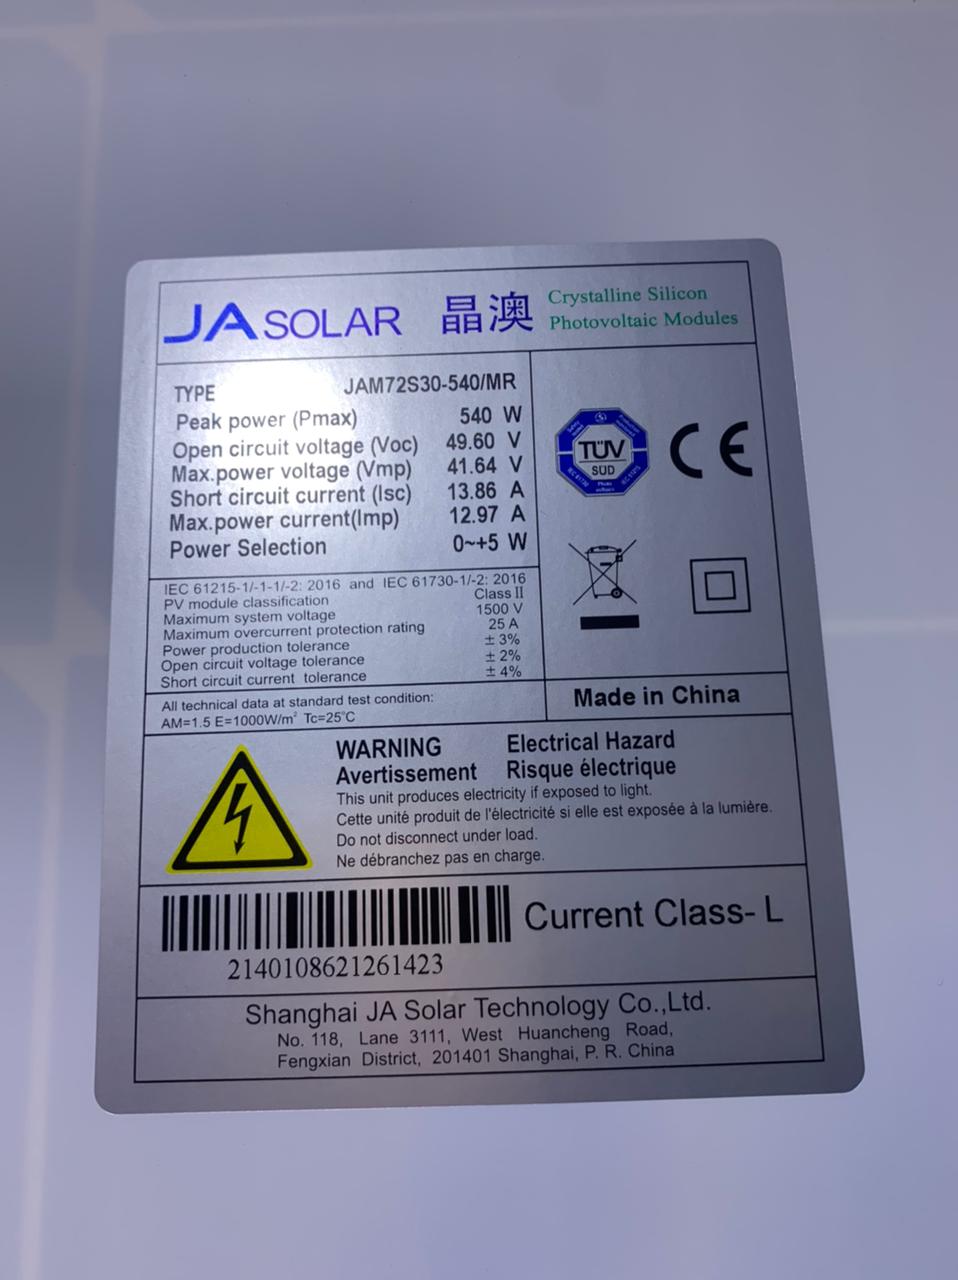 JA SOLAR 晶澳 Crystalline Silicon
Photovoltaic Modules
TYPE JAM72S30-540/MR
Peak power (Pmax) 540 W
Open circuit voltage (Voc) 49.60 V
Max.power voltage (Vmp) 41.64 V
Short circuit current (Isc) 13.86 A
Max.power current(Imp) 12.97 A
Power Selection 0~+5 W
TÜV
SUD
IEC 61730
IEC 61215
CE
IEC 61215-1/-1-1/-2: 2016 and IEC 61730-1/-2: 2016
PV module classification Class II
Maximum system voltage 1500 V
Maximum overcurrent protection rating 25 A
Power production tolerance ± 3%
Open circuit voltage tolerance ± 2%
Short circuit current tolerance ± 4%
All technical data at standard test condition:
AM=1.5 E=1000W/m² Tc=25°C
Made in China
WARNING Electrical Hazard
Avertissement Risque électrique
This unit produces electricity if exposed to light.
Cette unité produit de l'électricité si elle est exposée à la lumière.
Do not disconnect under load.
Ne débranchez pas en charge.
Current Class- L
2140108621261423
Shanghai JA Solar Technology Co.,Ltd.
No. 118, Lane 3111, West Huancheng Road,
Fengxian District, 201401 Shanghai, P. R. China